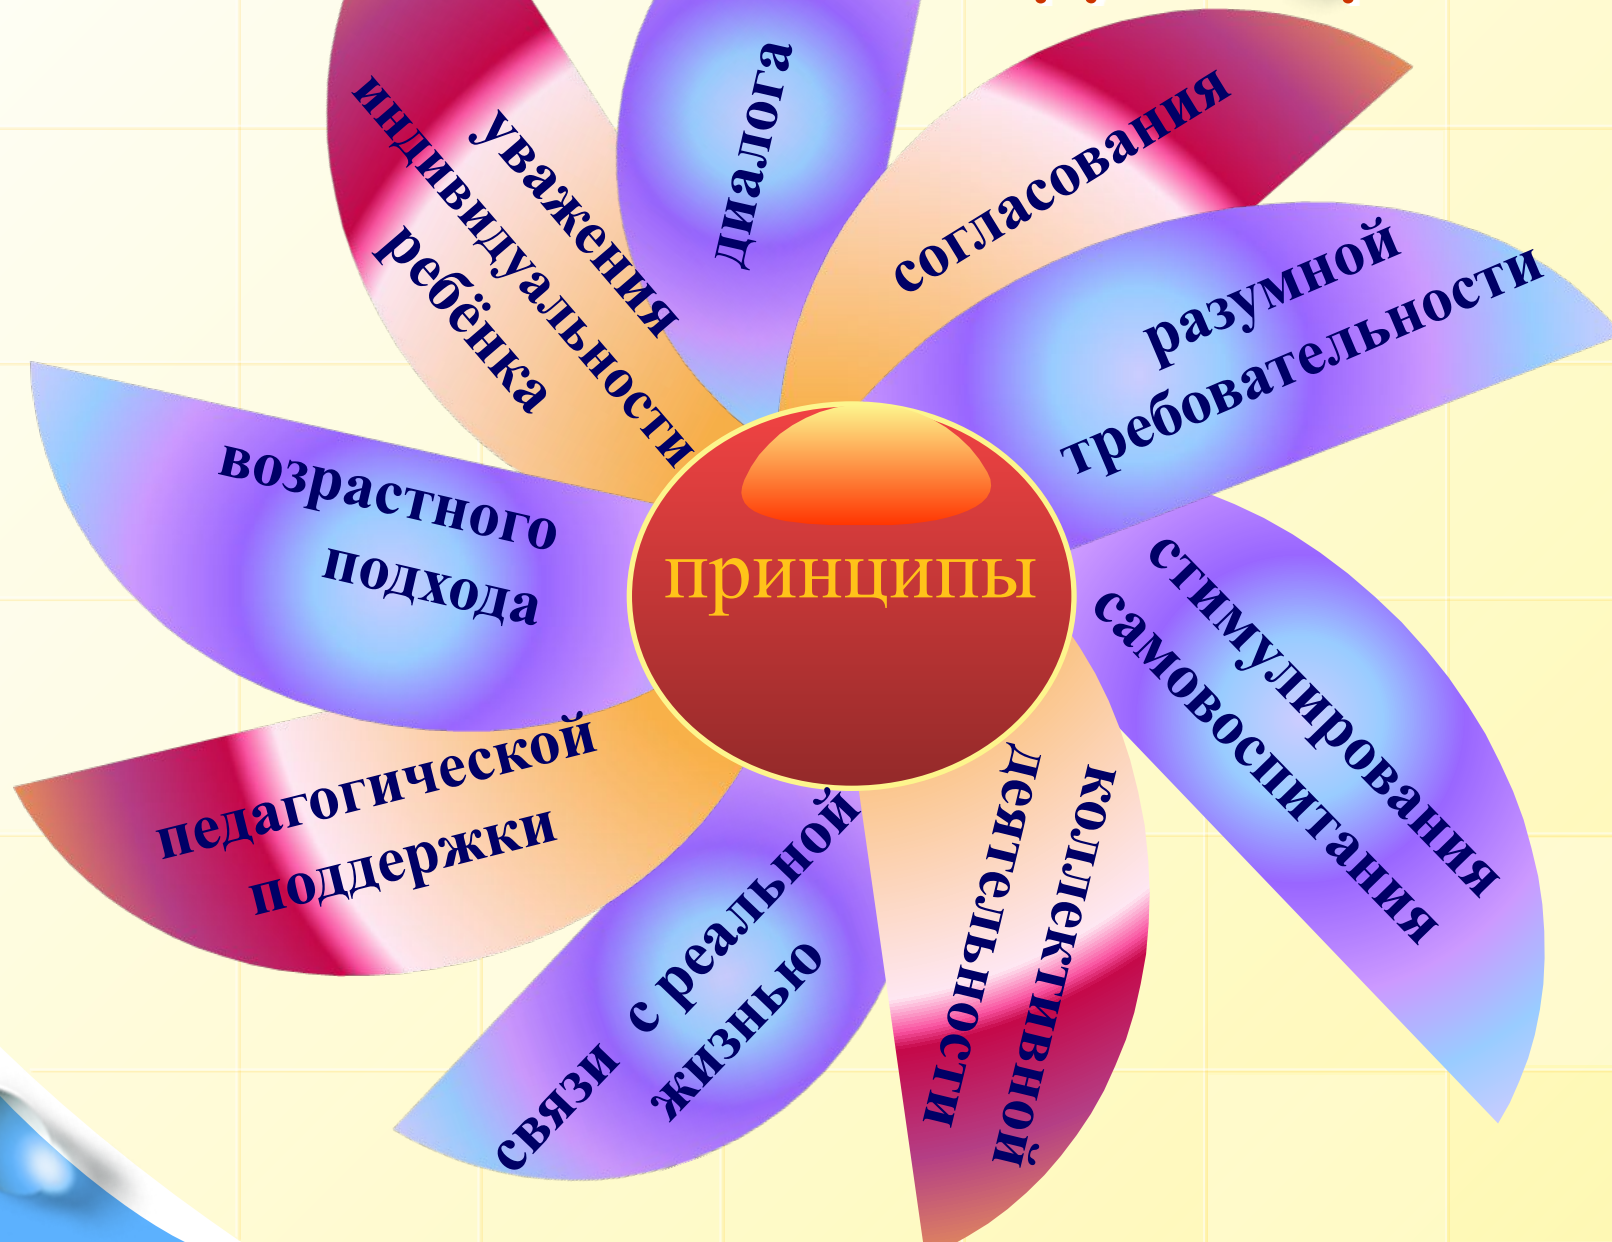 принципы
диалога
согласования
разумной
требовательности
стимулирования
самовоспитания
коллективной
деятельности
связи с реальной
жизнью
педагогической
поддержки
возрастного
подхода
уважения
индивидуальности
ребёнка